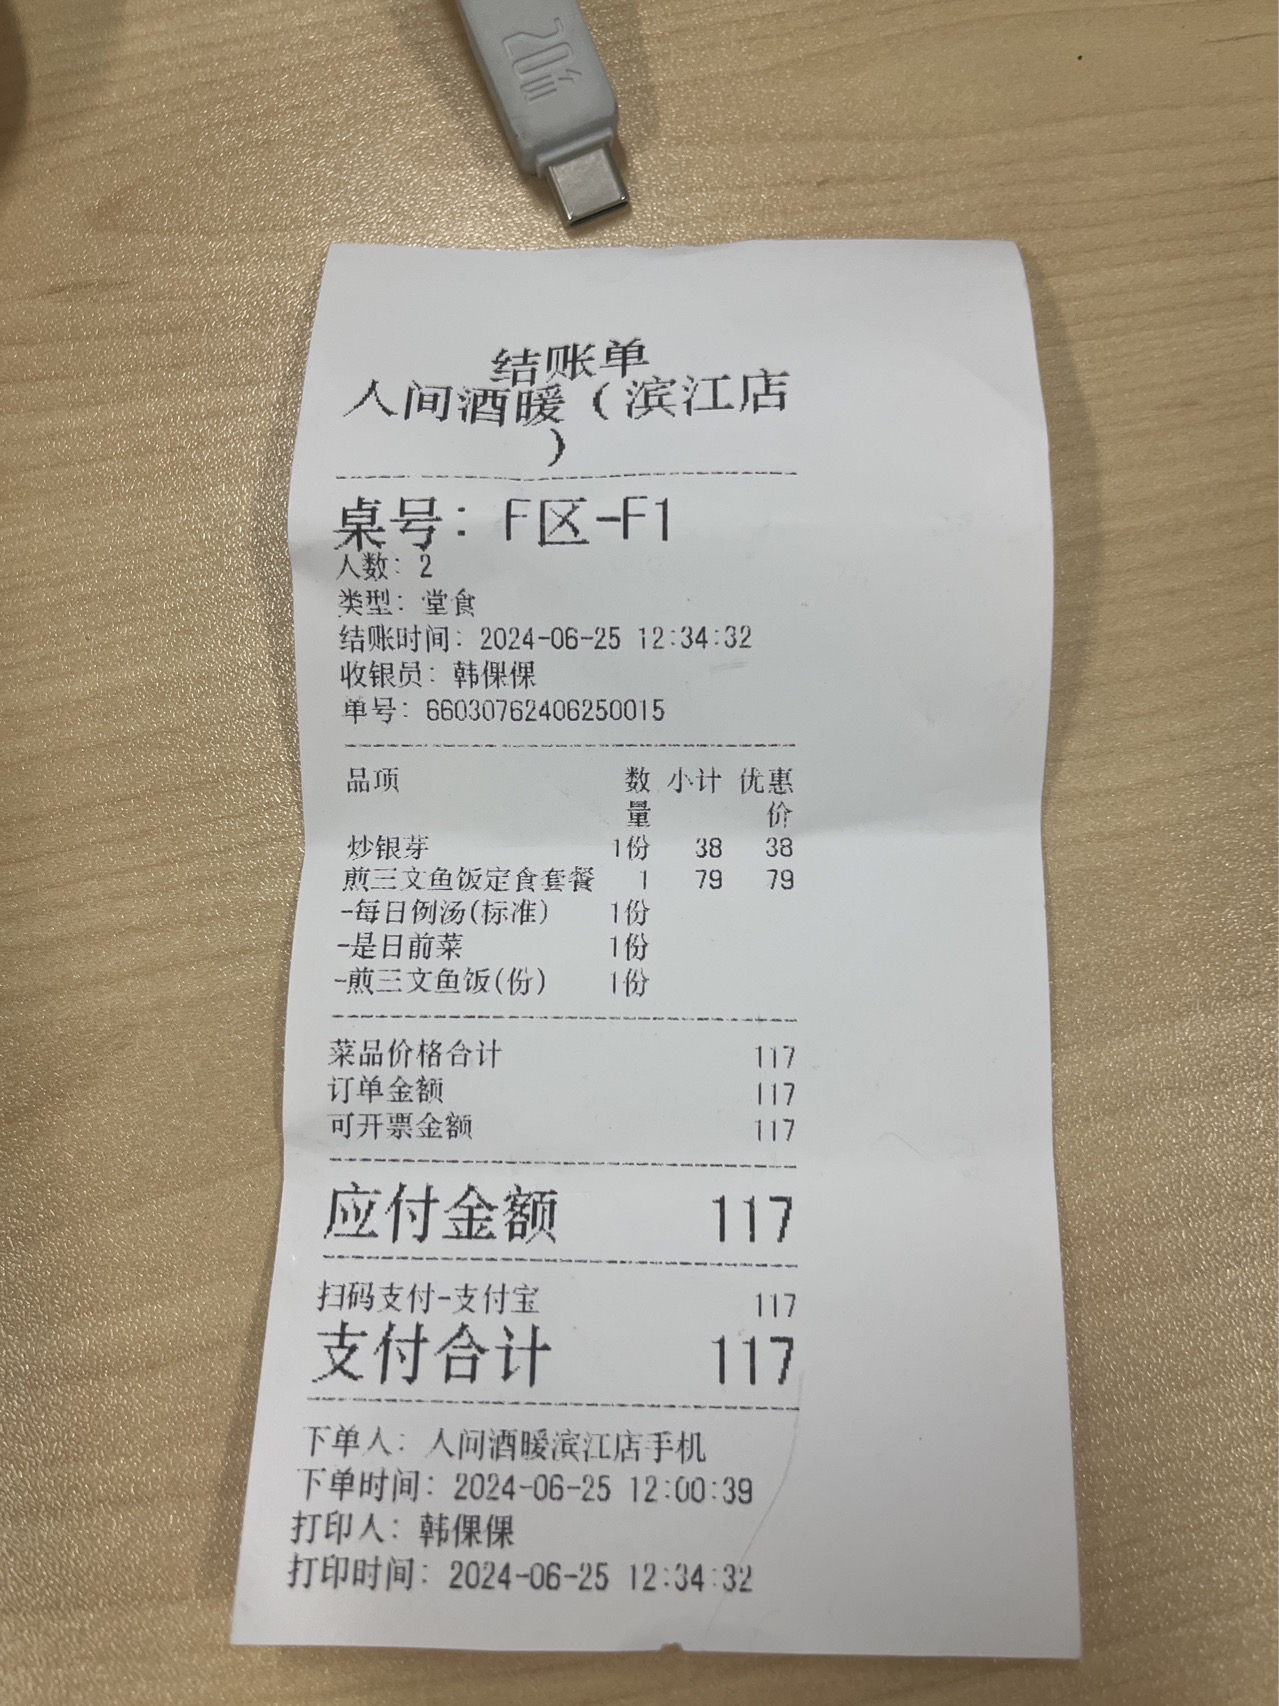 结账单
人间酒暖（滨江店
）
桌号：F区-F1
人数：2
类型：堂食
结账时间：2024-06-25 12:34:32
收银员：韩倮倮
单号：66030762406250015
品项 数 小计 优惠
量 价
炒银芽 1份 38 38
煎三文鱼饭定食套餐 1 79 79
-每日例汤(标准) 1份
-是日前菜 1份
-煎三文鱼饭(份) 1份
菜品价格合计 117
订单金额 117
可开票金额 117
应付金额 117
扫码支付-支付宝 117
支付合计 117
下单人：人间酒暖滨江店手机
下单时间：2024-06-25 12:00:39
打印人：韩倮倮
打印时间：2024-06-25 12:34:32